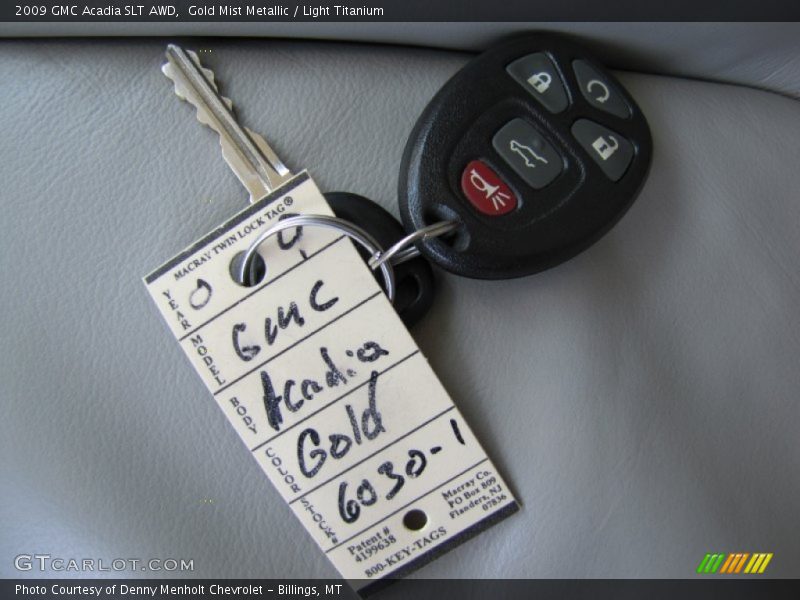 2009 GMC Acadia SLT AWD, Gold Mist Metallic / Light Titanium
MACRAY TWIN LOCK TAG®
YEAR 0
MODEL GMC
BODY Acadia
COLOR Gold
STOCK# 6030-1
Patent #
4199638
800-KEY-TAGS
Macray Co.
PO Box 809
Flanders, NJ
07836
GTCARLOT.COM
Photo Courtesy of Denny Menholt Chevrolet – Billings, MT